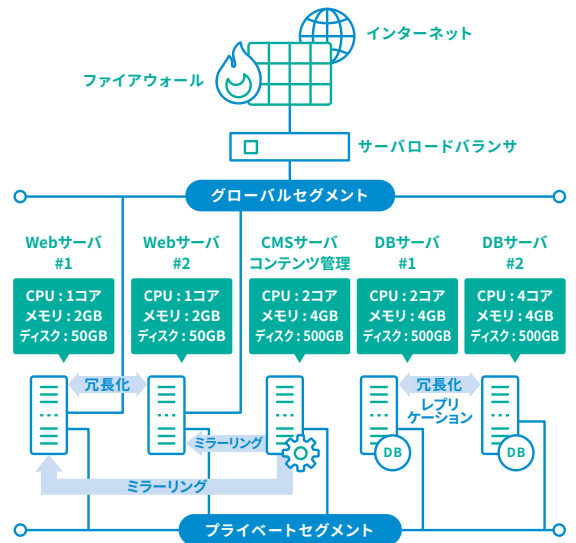 インターネット
ファイアウォール
サーバロードバランサ
グローバルセグメント
Webサーバ
#1
Webサーバ
#2
CMSサーバ
コンテンツ管理
DBサーバ
#1
DBサーバ
#2
CPU : 1コア
メモリ : 2GB
ディスク : 50GB
CPU : 1コア
メモリ : 2GB
ディスク : 50GB
CPU : 2コア
メモリ : 4GB
ディスク : 500GB
CPU : 2コア
メモリ : 4GB
ディスク : 500GB
CPU : 4コア
メモリ : 4GB
ディスク : 500GB
冗長化
冗長化
レプリ
ケーション
ミラーリング
DB
DB
ミラーリング
プライベートセグメント